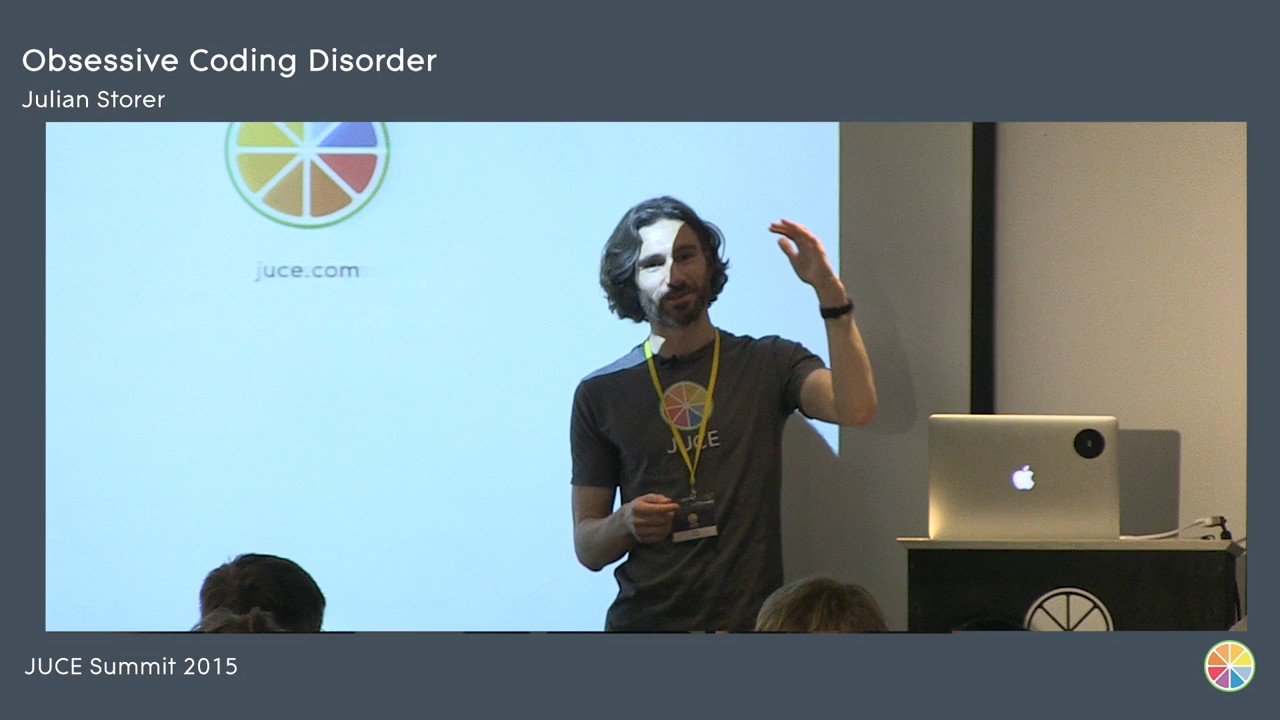 Obsessive Coding Disorder
Julian Storer
juce.com
JUCE
JUCE Summit 2015